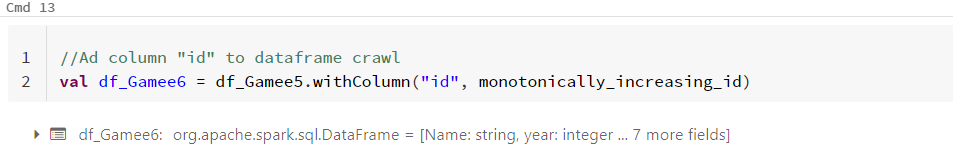 Cmd 13
1 //Ad column "id" to dataframe crawl
2 val df_Gamee6 = df_Gamee5.withColumn("id", monotonically_increasing_id)
df_Gamee6: org.apache.spark.sql.DataFrame = [Name: string, year: integer ... 7 more fields]